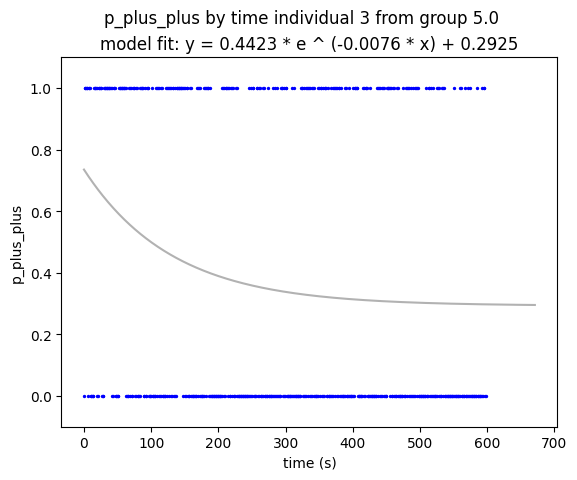 p_plus_plus by time individual 3 from group 5.0
model fit: y = 0.4423 * e ^ (-0.0076 * x) + 0.2925
1.0
0.8
0.6
0.4
0.2
0.0
p_plus_plus
0 100 200 300 400 500 600 700
time (s)